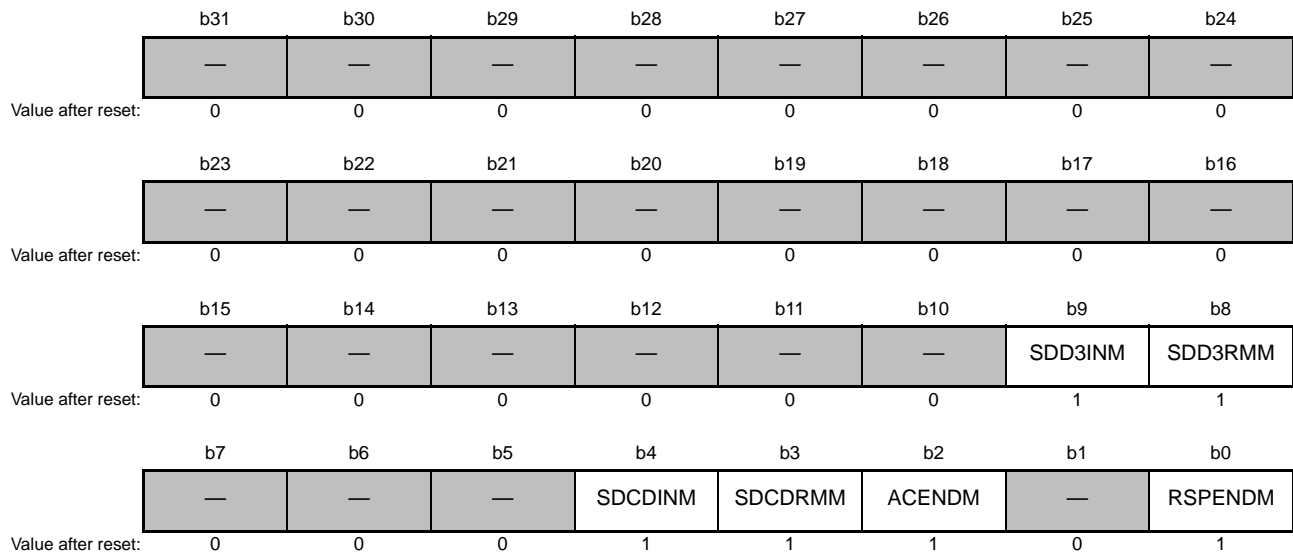 b31 b30 b29 b28 b27 b26 b25 b24
— — — — — — — —
Value after reset: 0 0 0 0 0 0 0 0
b23 b22 b21 b20 b19 b18 b17 b16
— — — — — — — —
Value after reset: 0 0 0 0 0 0 0 0
b15 b14 b13 b12 b11 b10 b9 b8
— — — — — — SDD3INM SDD3RMM
Value after reset: 0 0 0 0 0 0 1 1
b7 b6 b5 b4 b3 b2 b1 b0
— — — SDCDINM SDCDRMM ACENDM — RSPENDM
Value after reset: 0 0 0 1 1 1 0 1